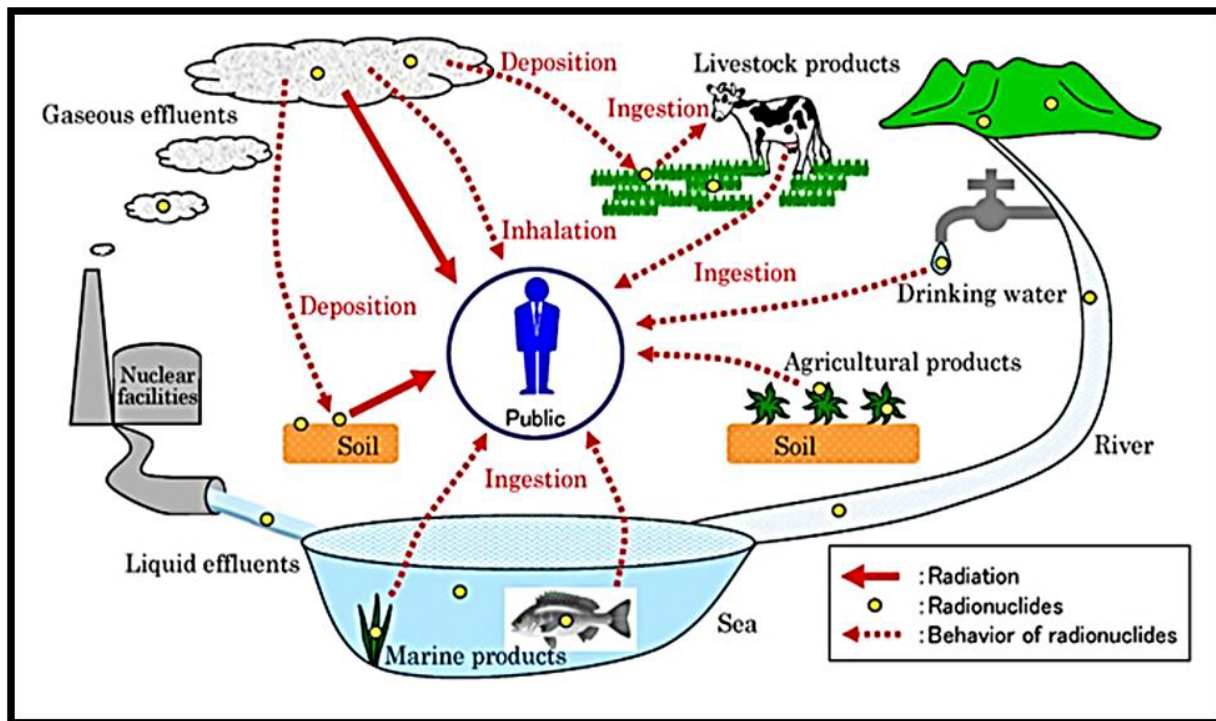 Deposition
Livestock products
Ingestion
Gaseous effluents
Inhalation
Ingestion
Drinking water
Deposition
Agricultural products
Nuclear
facilities
Public
Soil
Soil
River
Ingestion
Liquid effluents
Sea
Marine products
:Radiation
:Radionuclides
:Behavior of radionuclides